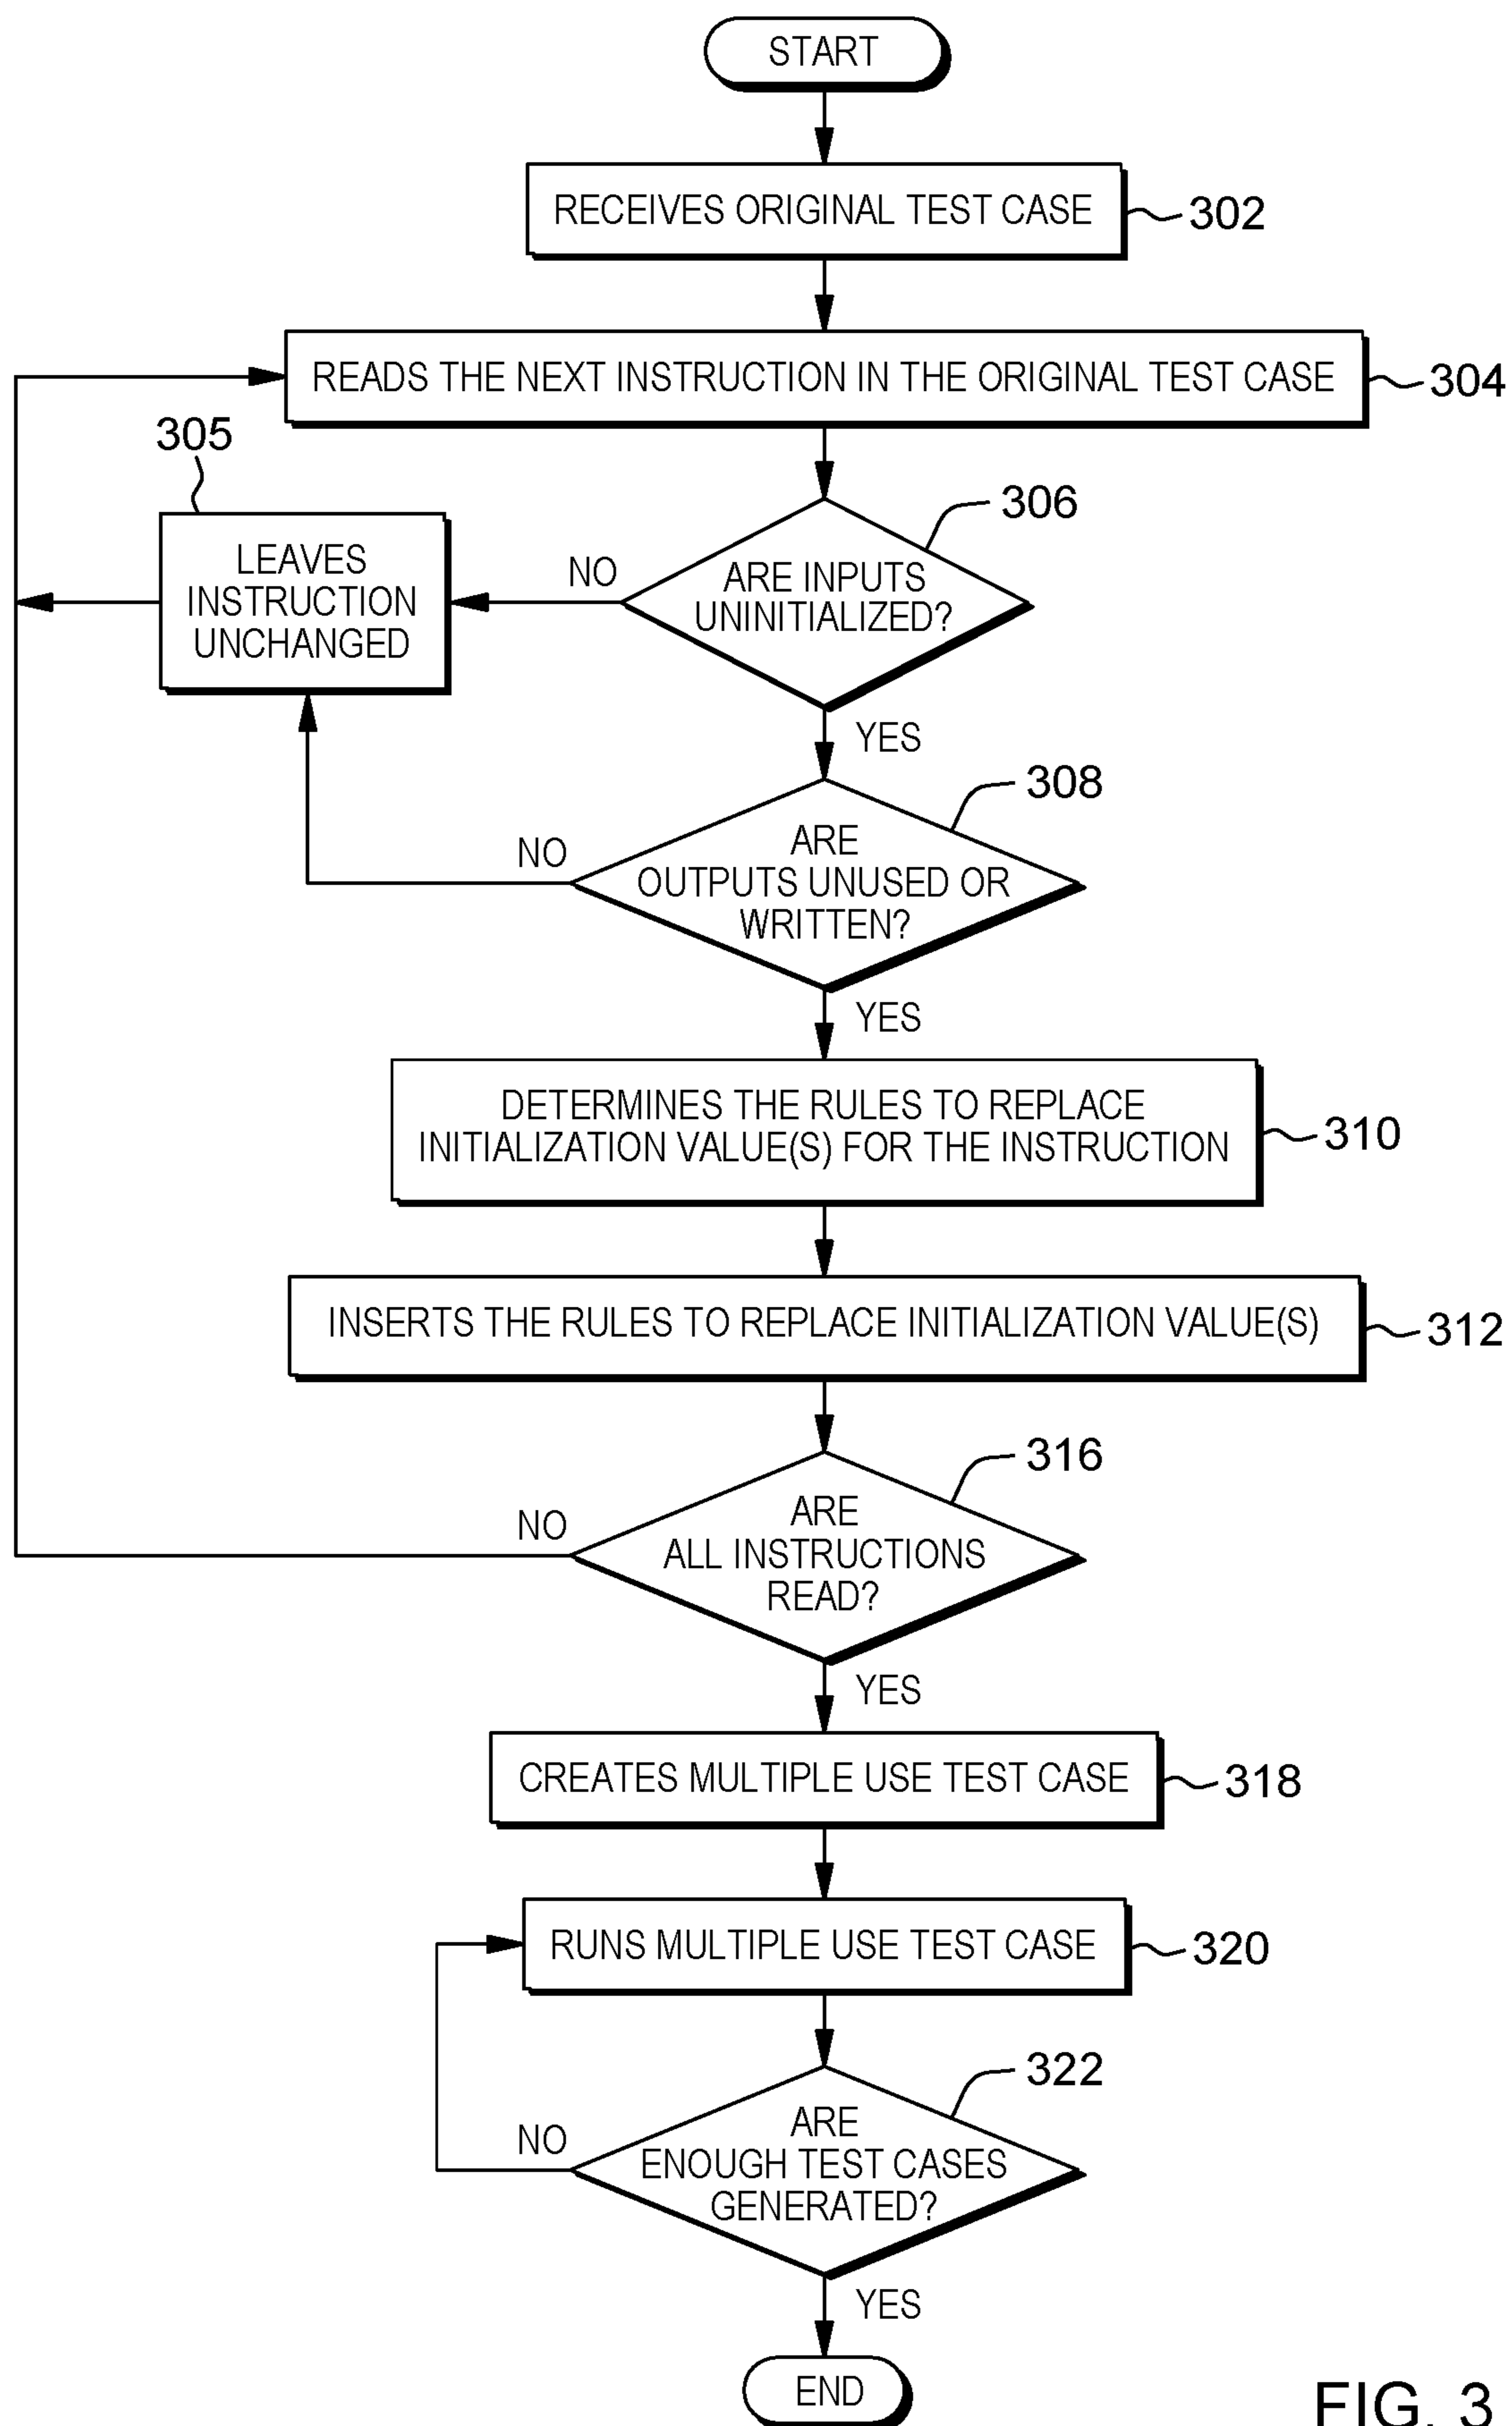 START
RECEIVES ORIGINAL TEST CASE
302
READS THE NEXT INSTRUCTION IN THE ORIGINAL TEST CASE
304
305
LEAVES
INSTRUCTION
UNCHANGED
NO
ARE INPUTS
UNINITIALIZED?
306
YES
NO
ARE
OUTPUTS UNUSED OR
WRITTEN?
308
YES
DETERMINES THE RULES TO REPLACE
INITIALIZATION VALUE(S) FOR THE INSTRUCTION
310
INSERTS THE RULES TO REPLACE INITIALIZATION VALUE(S)
312
NO
ARE
ALL INSTRUCTIONS
READ?
316
YES
CREATES MULTIPLE USE TEST CASE
318
RUNS MULTIPLE USE TEST CASE
320
NO
ARE
ENOUGH TEST CASES
GENERATED?
322
YES
END
FIG. 3